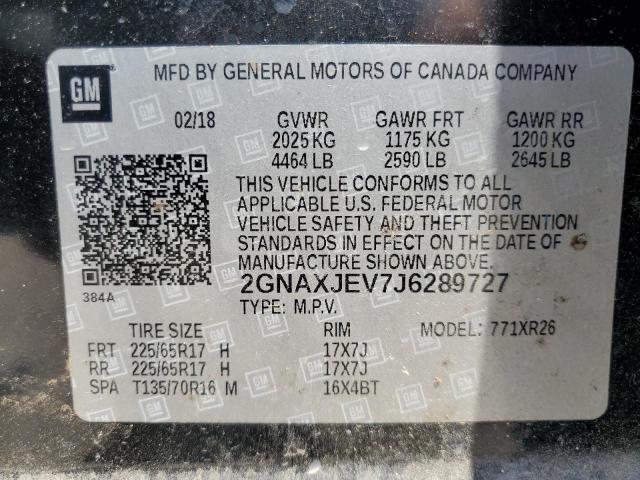 GM
MFD BY GENERAL MOTORS OF CANADA COMPANY
02/18 GVWR GAWR FRT GAWR RR
2025 KG 1175 KG 1200 KG
4464 LB 2590 LB 2645 LB
THIS VEHICLE CONFORMS TO ALL
APPLICABLE U.S. FEDERAL MOTOR
VEHICLE SAFETY AND THEFT PREVENTION
STANDARDS IN EFFECT ON THE DATE OF
MANUFACTURE SHOWN ABOVE.
384A
2GNAXJEV7J6289727
TYPE: M.P.V.
TIRE SIZE RIM MODEL: 771XR26
FRT 225/65R17 H 17X7J
RR 225/65R17 H 17X7J
SPA T135/70R16 M 16X4BT